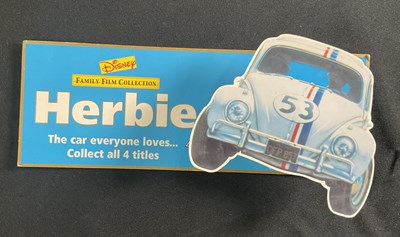 Disney
FAMILY FILM COLLECTION
Herbie
The car everyone loves...
Collect all 4 titles
53